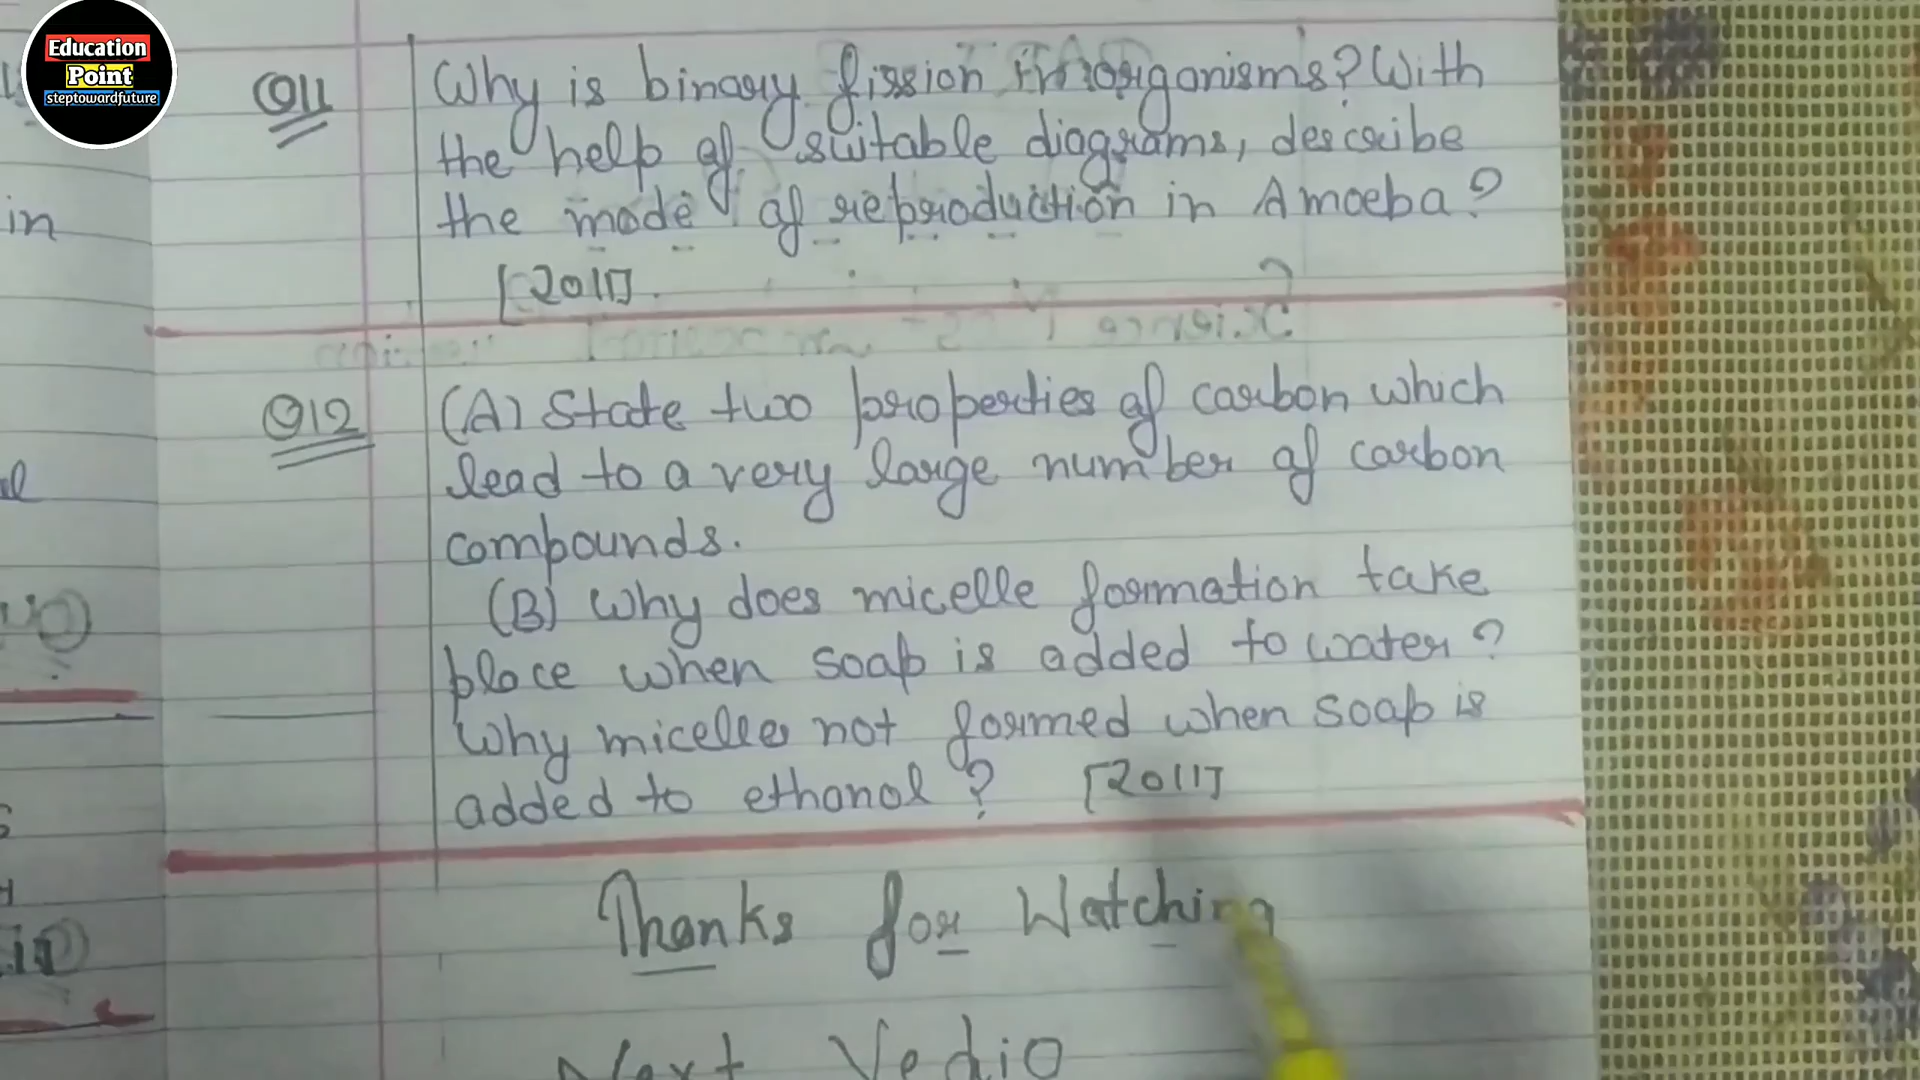 Education
Point
steptowardfuture
in
Q11 Why is binary fission in organisms? With
the help of suitable diagrams, describe
the mode of reproduction in Amoeba?
[2011].
Q12 (A) State two properties of carbon which
lead to a very large number of carbon
compounds.
(B) Why does micelle formation take
place when soap is added to water?
Why micelles not formed when soap is
added to ethanol? [2011]
Thanks for Watching
Next Vedio